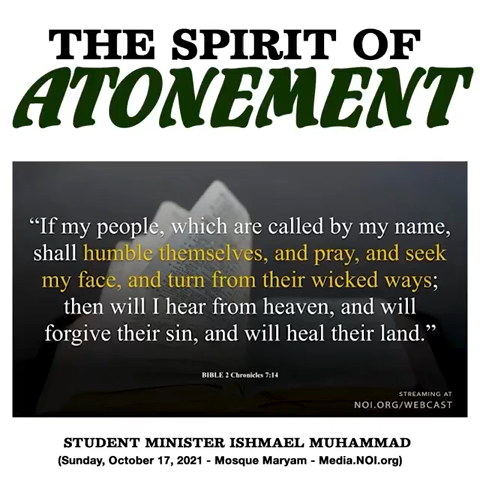 THE SPIRIT OF
ATONEMENT
“If my people, which are called by my name,
shall humble themselves, and pray, and seek
my face, and turn from their wicked ways;
then will I hear from heaven, and will
forgive their sin, and will heal their land.”
BIBLE 2 Chronicles 7:14
STREAMING AT
NOI.ORG/WEBCAST
STUDENT MINISTER ISHMAEL MUHAMMAD
(Sunday, October 17, 2021 - Mosque Maryam - Media.NOI.org)